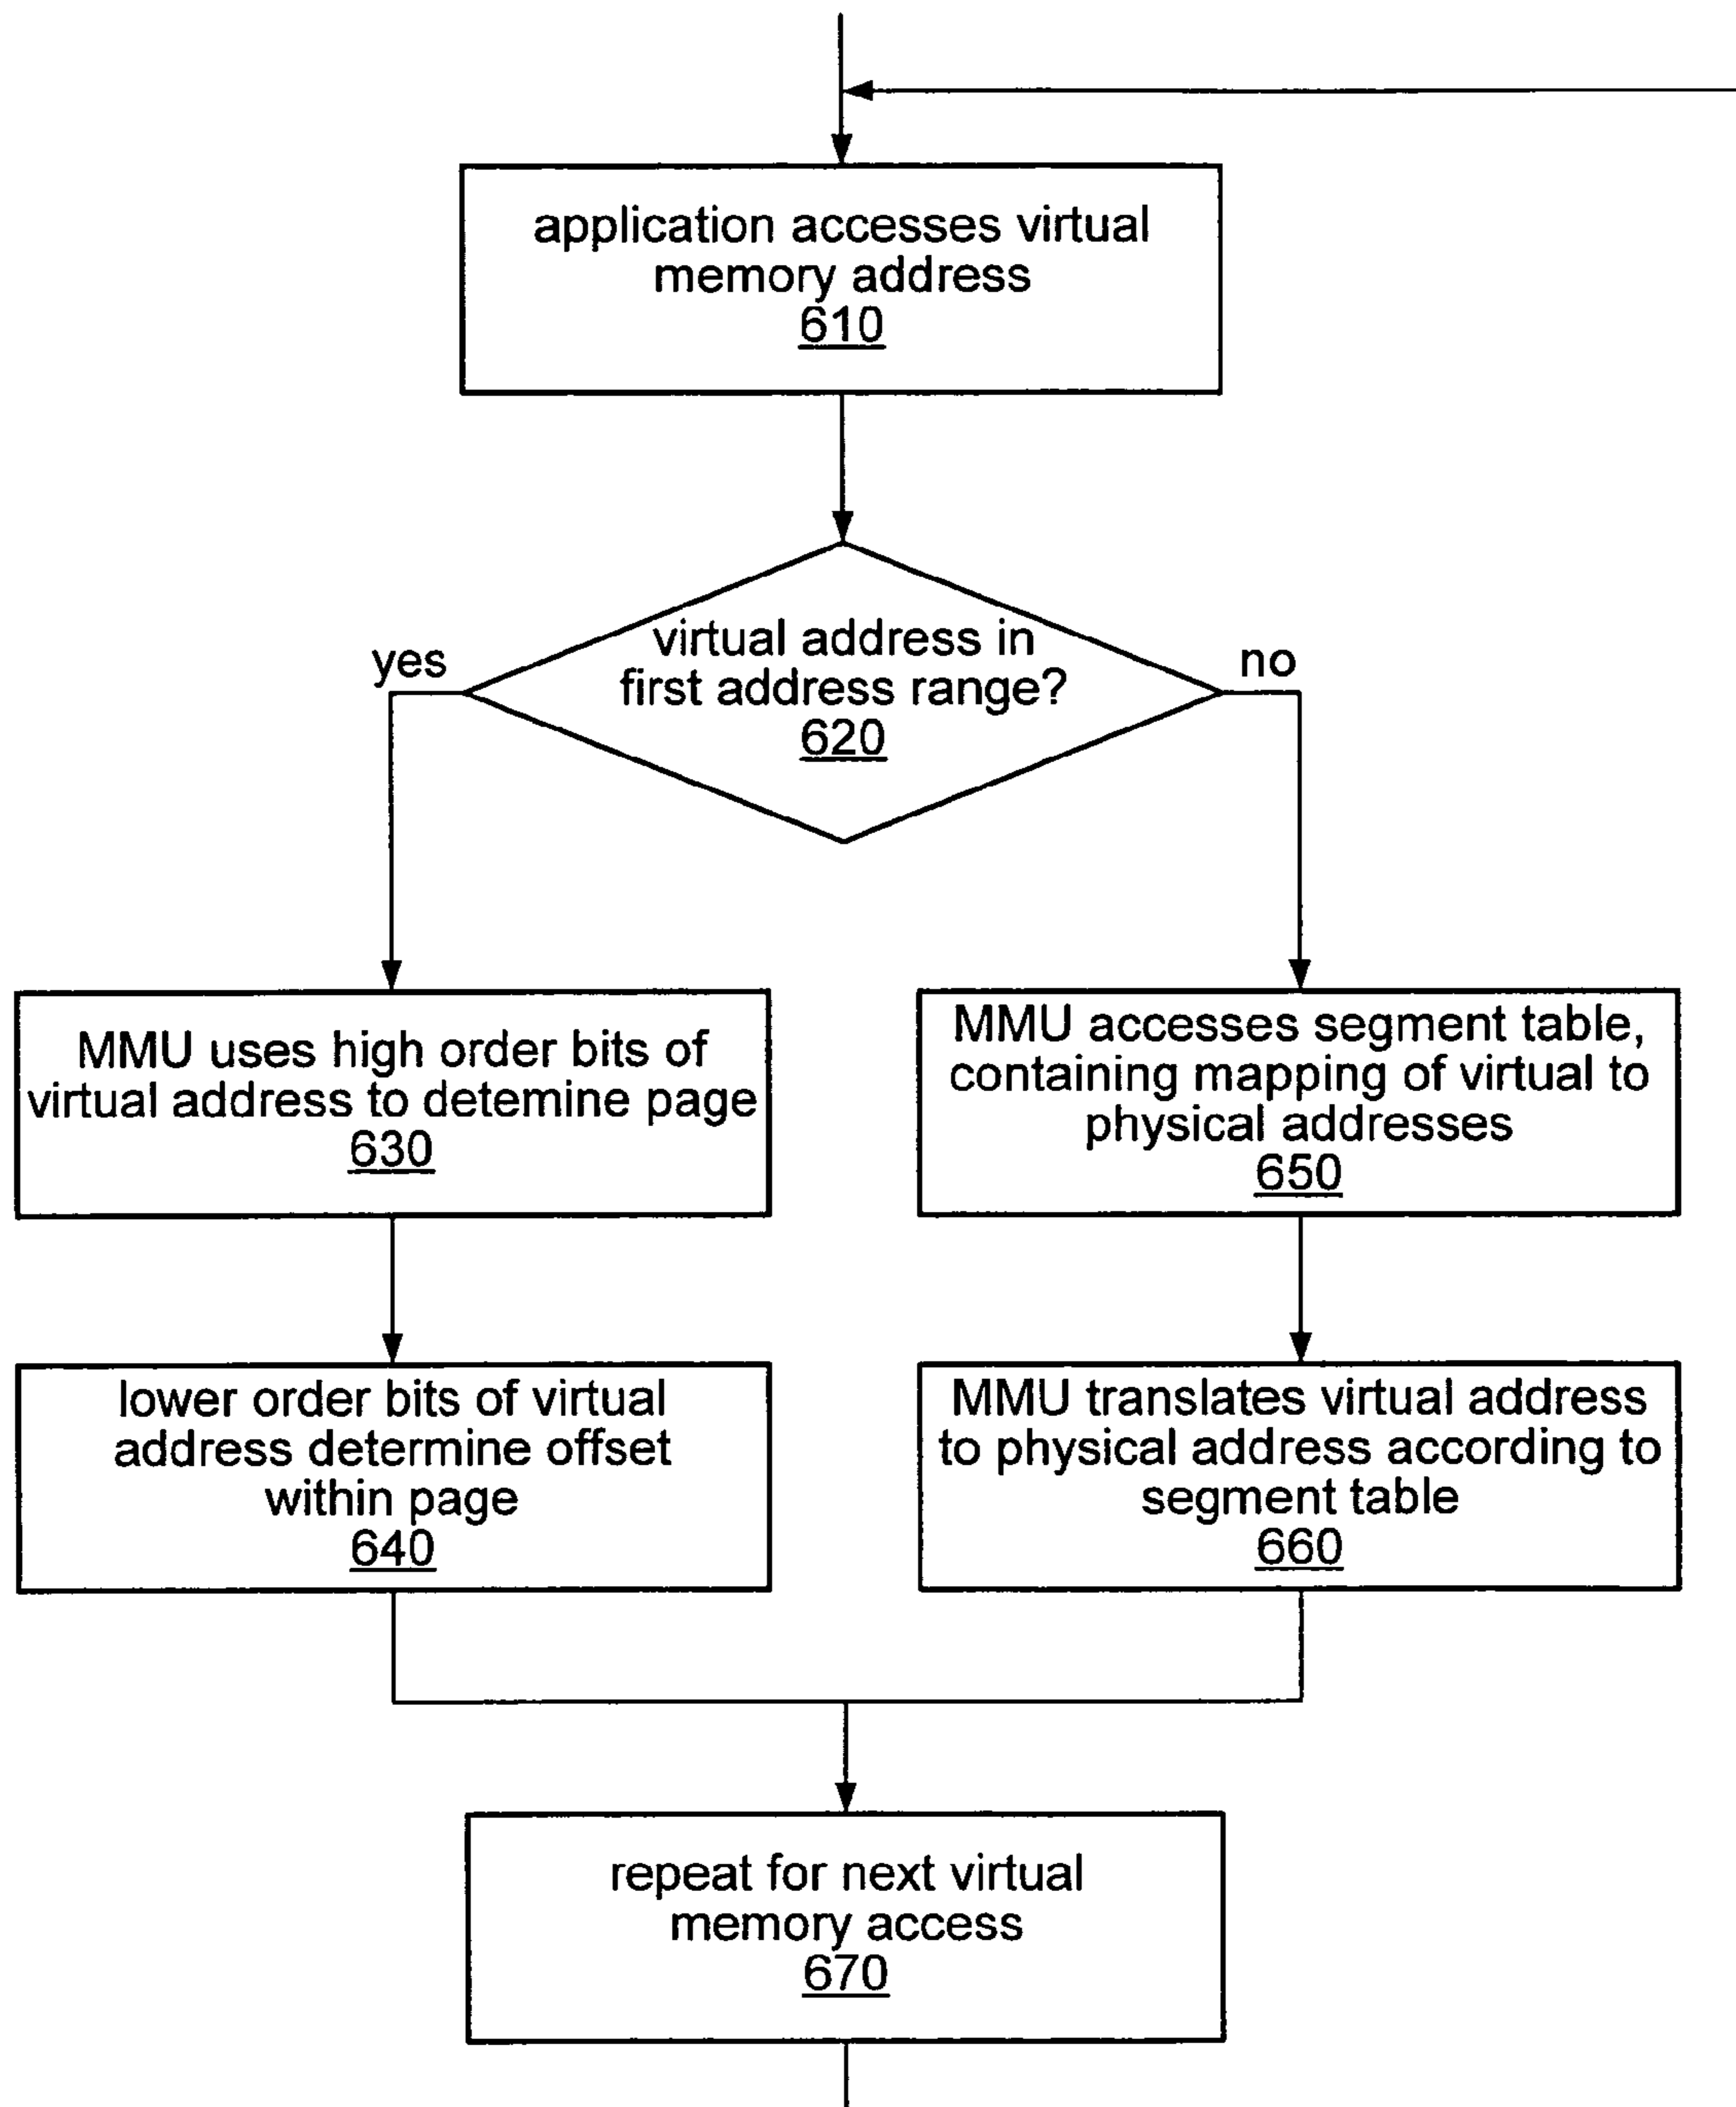 application accesses virtual
memory address
610
virtual address in
first address range?
620
yes
no
MMU uses high order bits of
virtual address to detemine page
630
MMU accesses segment table,
containing mapping of virtual to
physical addresses
650
lower order bits of virtual
address determine offset
within page
640
MMU translates virtual address
to physical address according to
segment table
660
repeat for next virtual
memory access
670